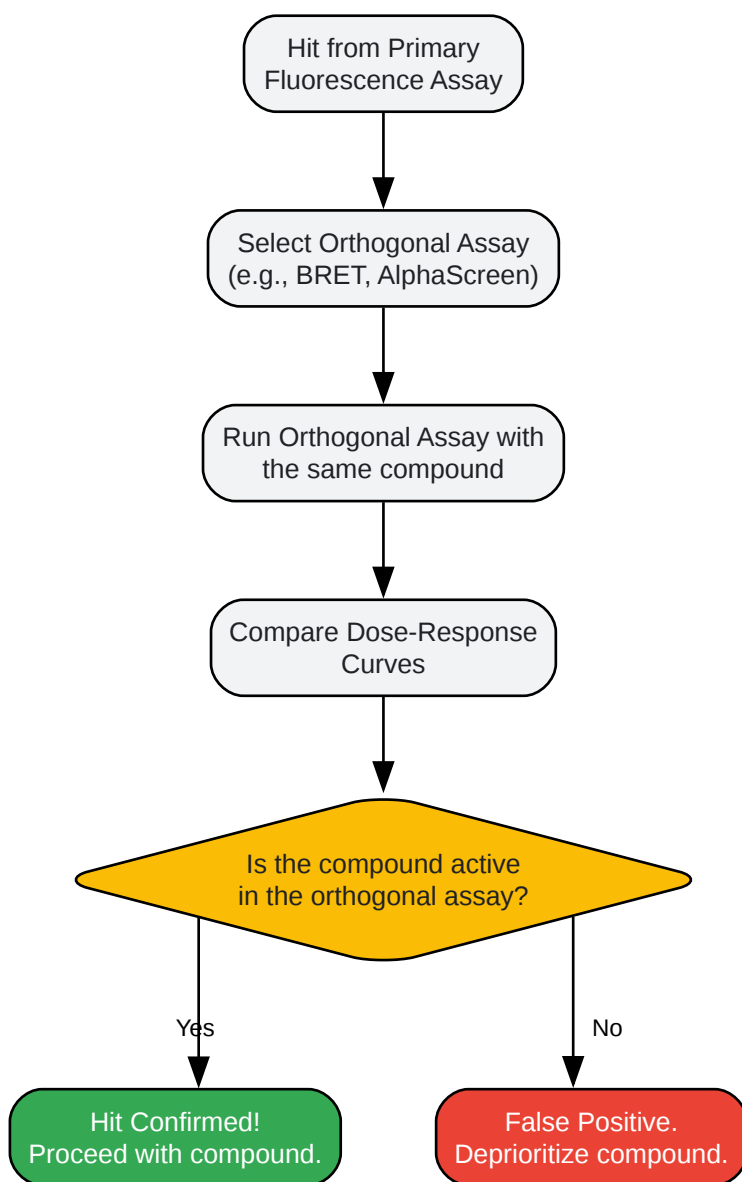 Hit from Primary
Fluorescence Assay
Select Orthogonal Assay
(e.g., BRET, AlphaScreen)
Run Orthogonal Assay with
the same compound
Compare Dose-Response
Curves
Is the compound active
in the orthogonal assay?
Yes
No
Hit Confirmed!
Proceed with compound.
False Positive.
Deprioritize compound.